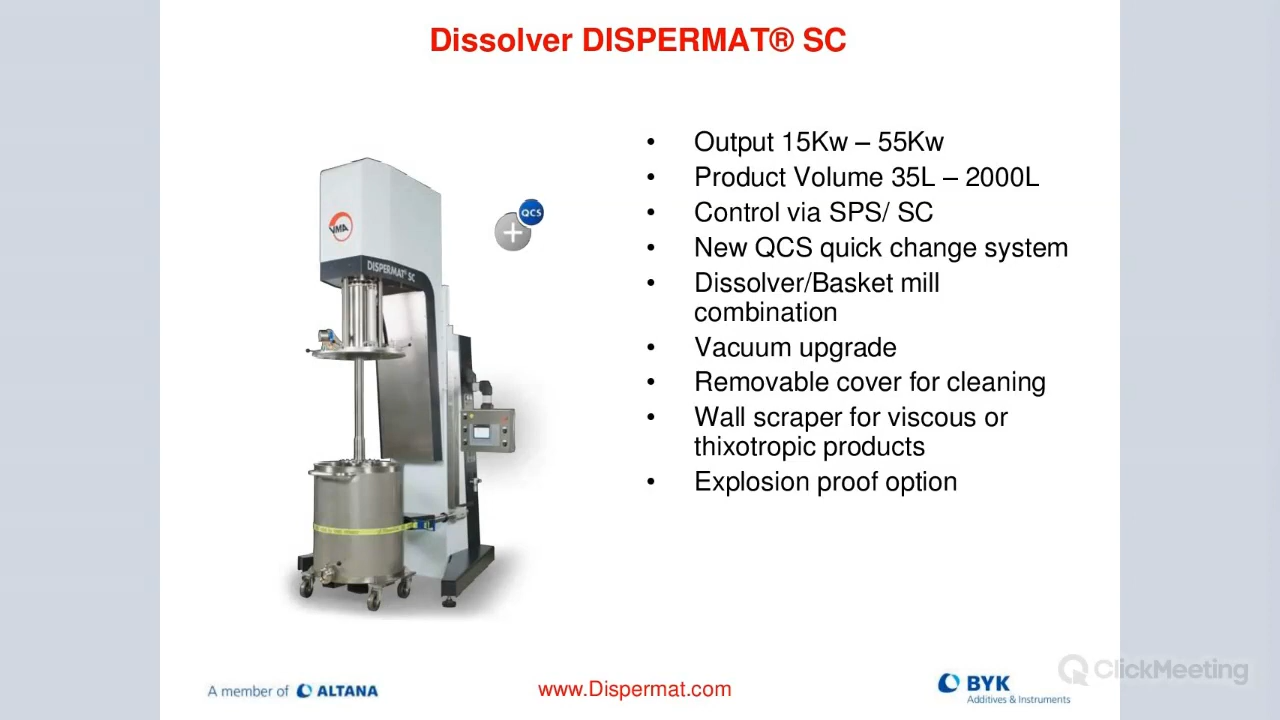 Dissolver DISPERMAT® SC
• Output 15Kw – 55Kw
• Product Volume 35L – 2000L
• Control via SPS/ SC
• New QCS quick change system
• Dissolver/Basket mill
combination
• Vacuum upgrade
• Removable cover for cleaning
• Wall scraper for viscous or
thixotropic products
• Explosion proof option
QCS
VMA
DISPERMAT® SC
A member of ALTANA
www.Dispermat.com
BYK
Additives & Instruments
ClickMeeting